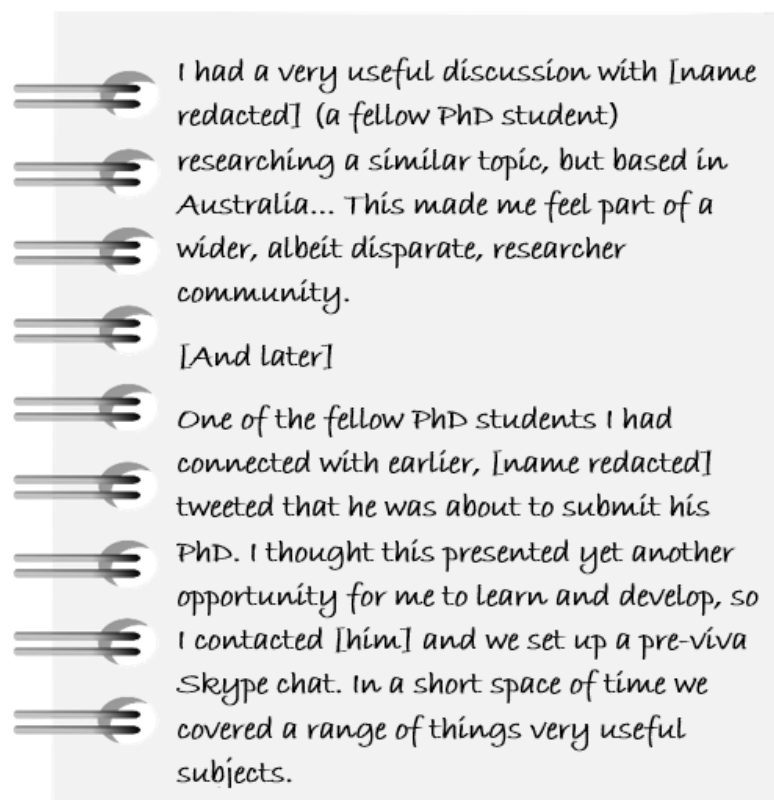 I had a very useful discussion with [name
redacted] (a fellow PhD student)
researching a similar topic, but based in
Australia... This made me feel part of a
wider, albeit disparate, researcher
community.
[And later]
One of the fellow PhD students I had
connected with earlier, [name redacted]
tweeted that he was about to submit his
PhD. I thought this presented yet another
opportunity for me to learn and develop, so
I contacted [him] and we set up a pre-viva
Skype chat. In a short space of time we
covered a range of things very useful
subjects.